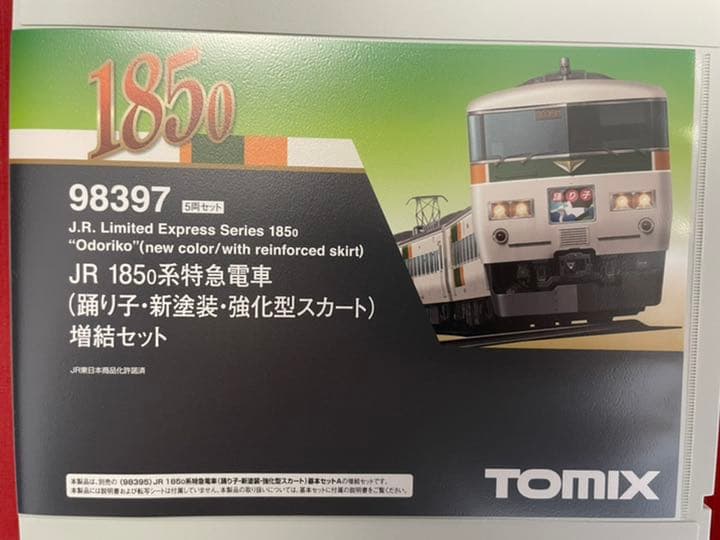 1850
98397 5両セット
J.R. Limited Express Series 1850
“Odoriko”(new color/with reinforced skirt)
JR 1850系特急電車
(踊り子・新塗装・強化型スカート)
増結セット
JR東日本商品化許諾済
踊り子
本製品は、別売の〈98395〉JR 1850系特急電車(踊り子・新塗装・強化型スカート)基本セットAの増結セットです。
本製品には説明書および転写シートは付属していません。本製品の取り扱いについては、基本セットに付属の説明書をご覧ください。
TOMIX